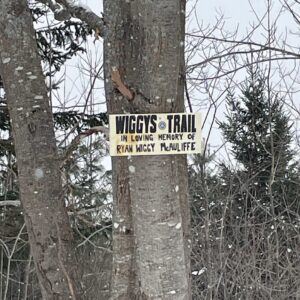 WIGGYS TRAIL
IN LOVING MEMORY OF
RYAN WIGGY McAULIFFE